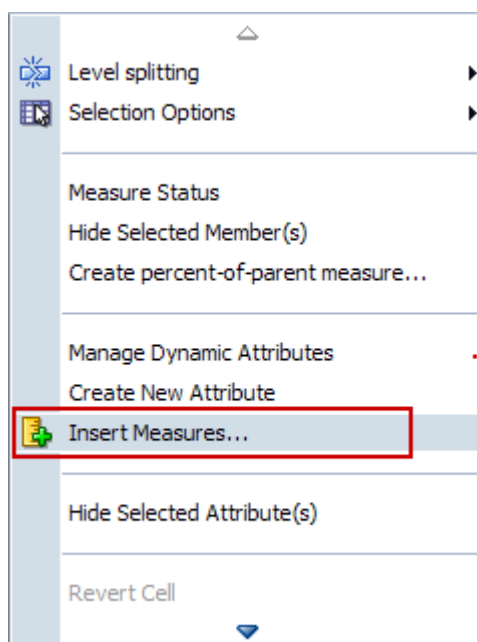 Level splitting
Selection Options
Measure Status
Hide Selected Member(s)
Create percent-of-parent measure...
Manage Dynamic Attributes
Create New Attribute
Insert Measures...
Hide Selected Attribute(s)
Revert Cell